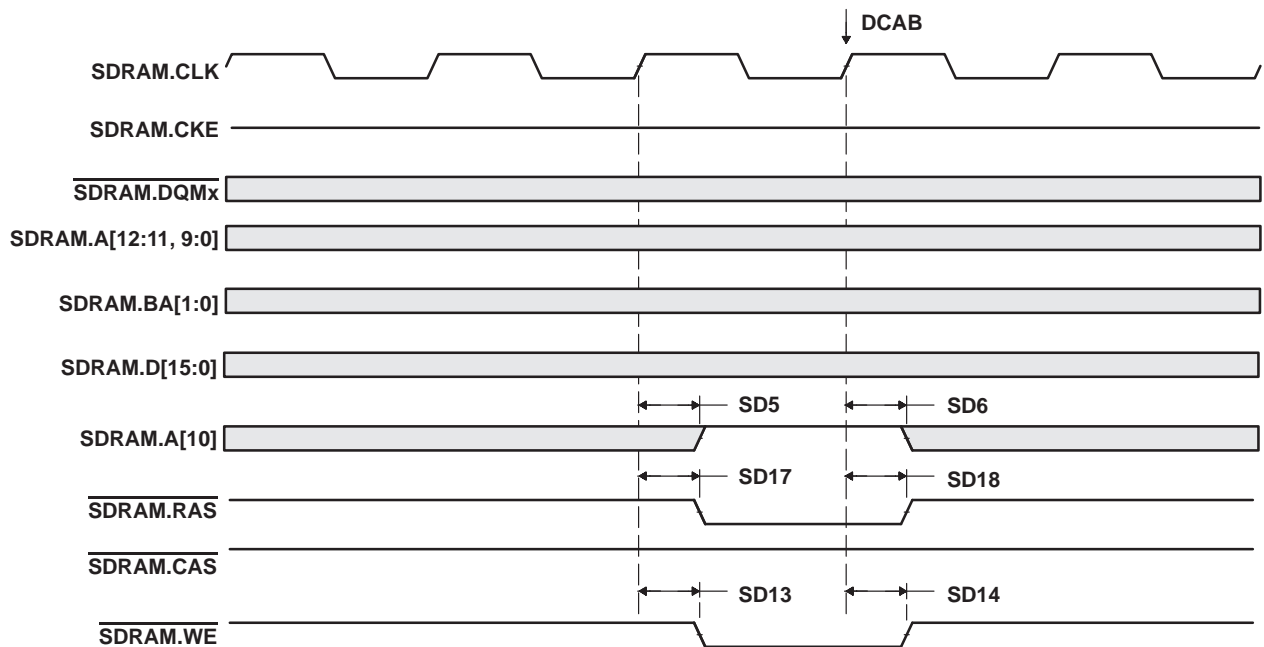 DCAB
SDRAM.CLK
SDRAM.CKE
SDRAM.DQMx
SDRAM.A[12:11, 9:0]
SDRAM.BA[1:0]
SDRAM.D[15:0]
SD5 SD6
SDRAM.A[10]
SD17 SD18
SDRAM.RAS
SDRAM.CAS
SD13 SD14
SDRAM.WE